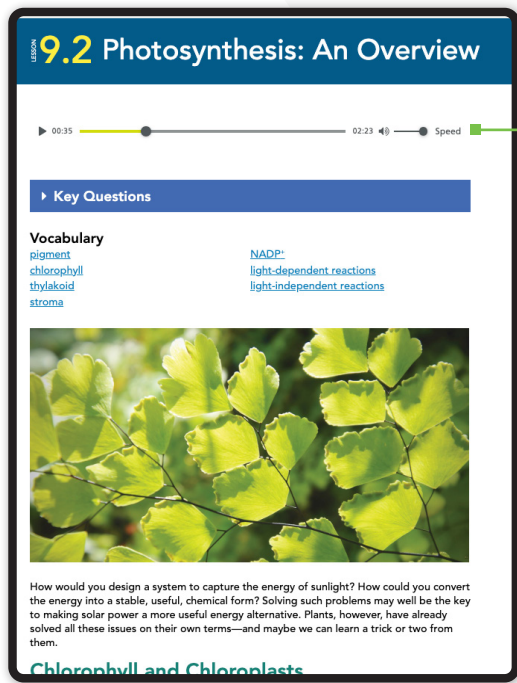 LESSON 9.2 Photosynthesis: An Overview
00:35 02:23 Speed
Key Questions
Vocabulary
pigment
chlorophyll
thylakoid
stroma
NADP⁺
light-dependent reactions
light-independent reactions
How would you design a system to capture the energy of sunlight? How could you convert
the energy into a stable, useful, chemical form? Solving such problems may well be the key
to making solar power a more useful energy alternative. Plants, however, have already
solved all these issues on their own terms—and maybe we can learn a trick or two from
them.
Chlorophyll and Chloroplasts